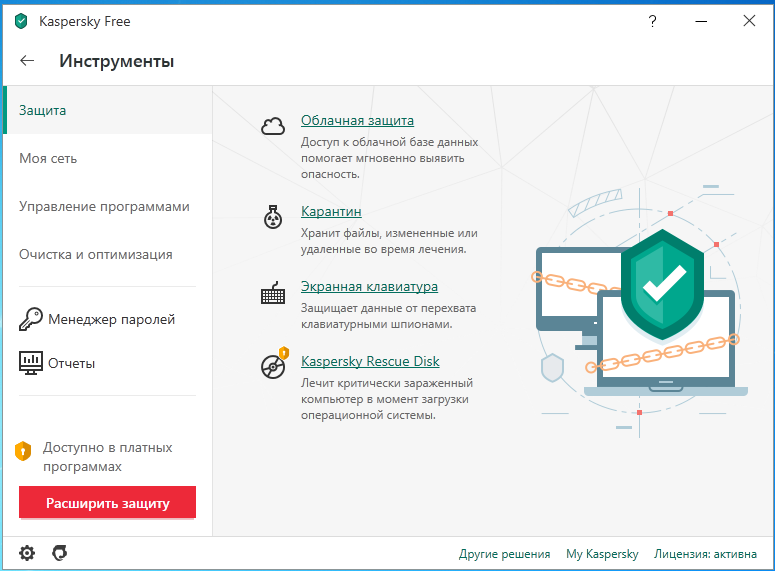 Kaspersky Free
?
Инструменты
Защита
Моя сеть
Управление программами
Очистка и оптимизация
Менеджер паролей
Отчеты
Доступно в платных
программах
Расширить защиту
Облачная защита
Доступ к облачной базе данных
помогает мгновенно выявить
опасность.
Карантин
Хранит файлы, измененные или
удаленные во время лечения.
Экранная клавиатура
Защищает данные от перехвата
клавиатурными шпионами.
Kaspersky Rescue Disk
Лечит критически зараженный
компьютер в момент загрузки
операционной системы.
Другие решения
My Kaspersky
Лицензия: активна